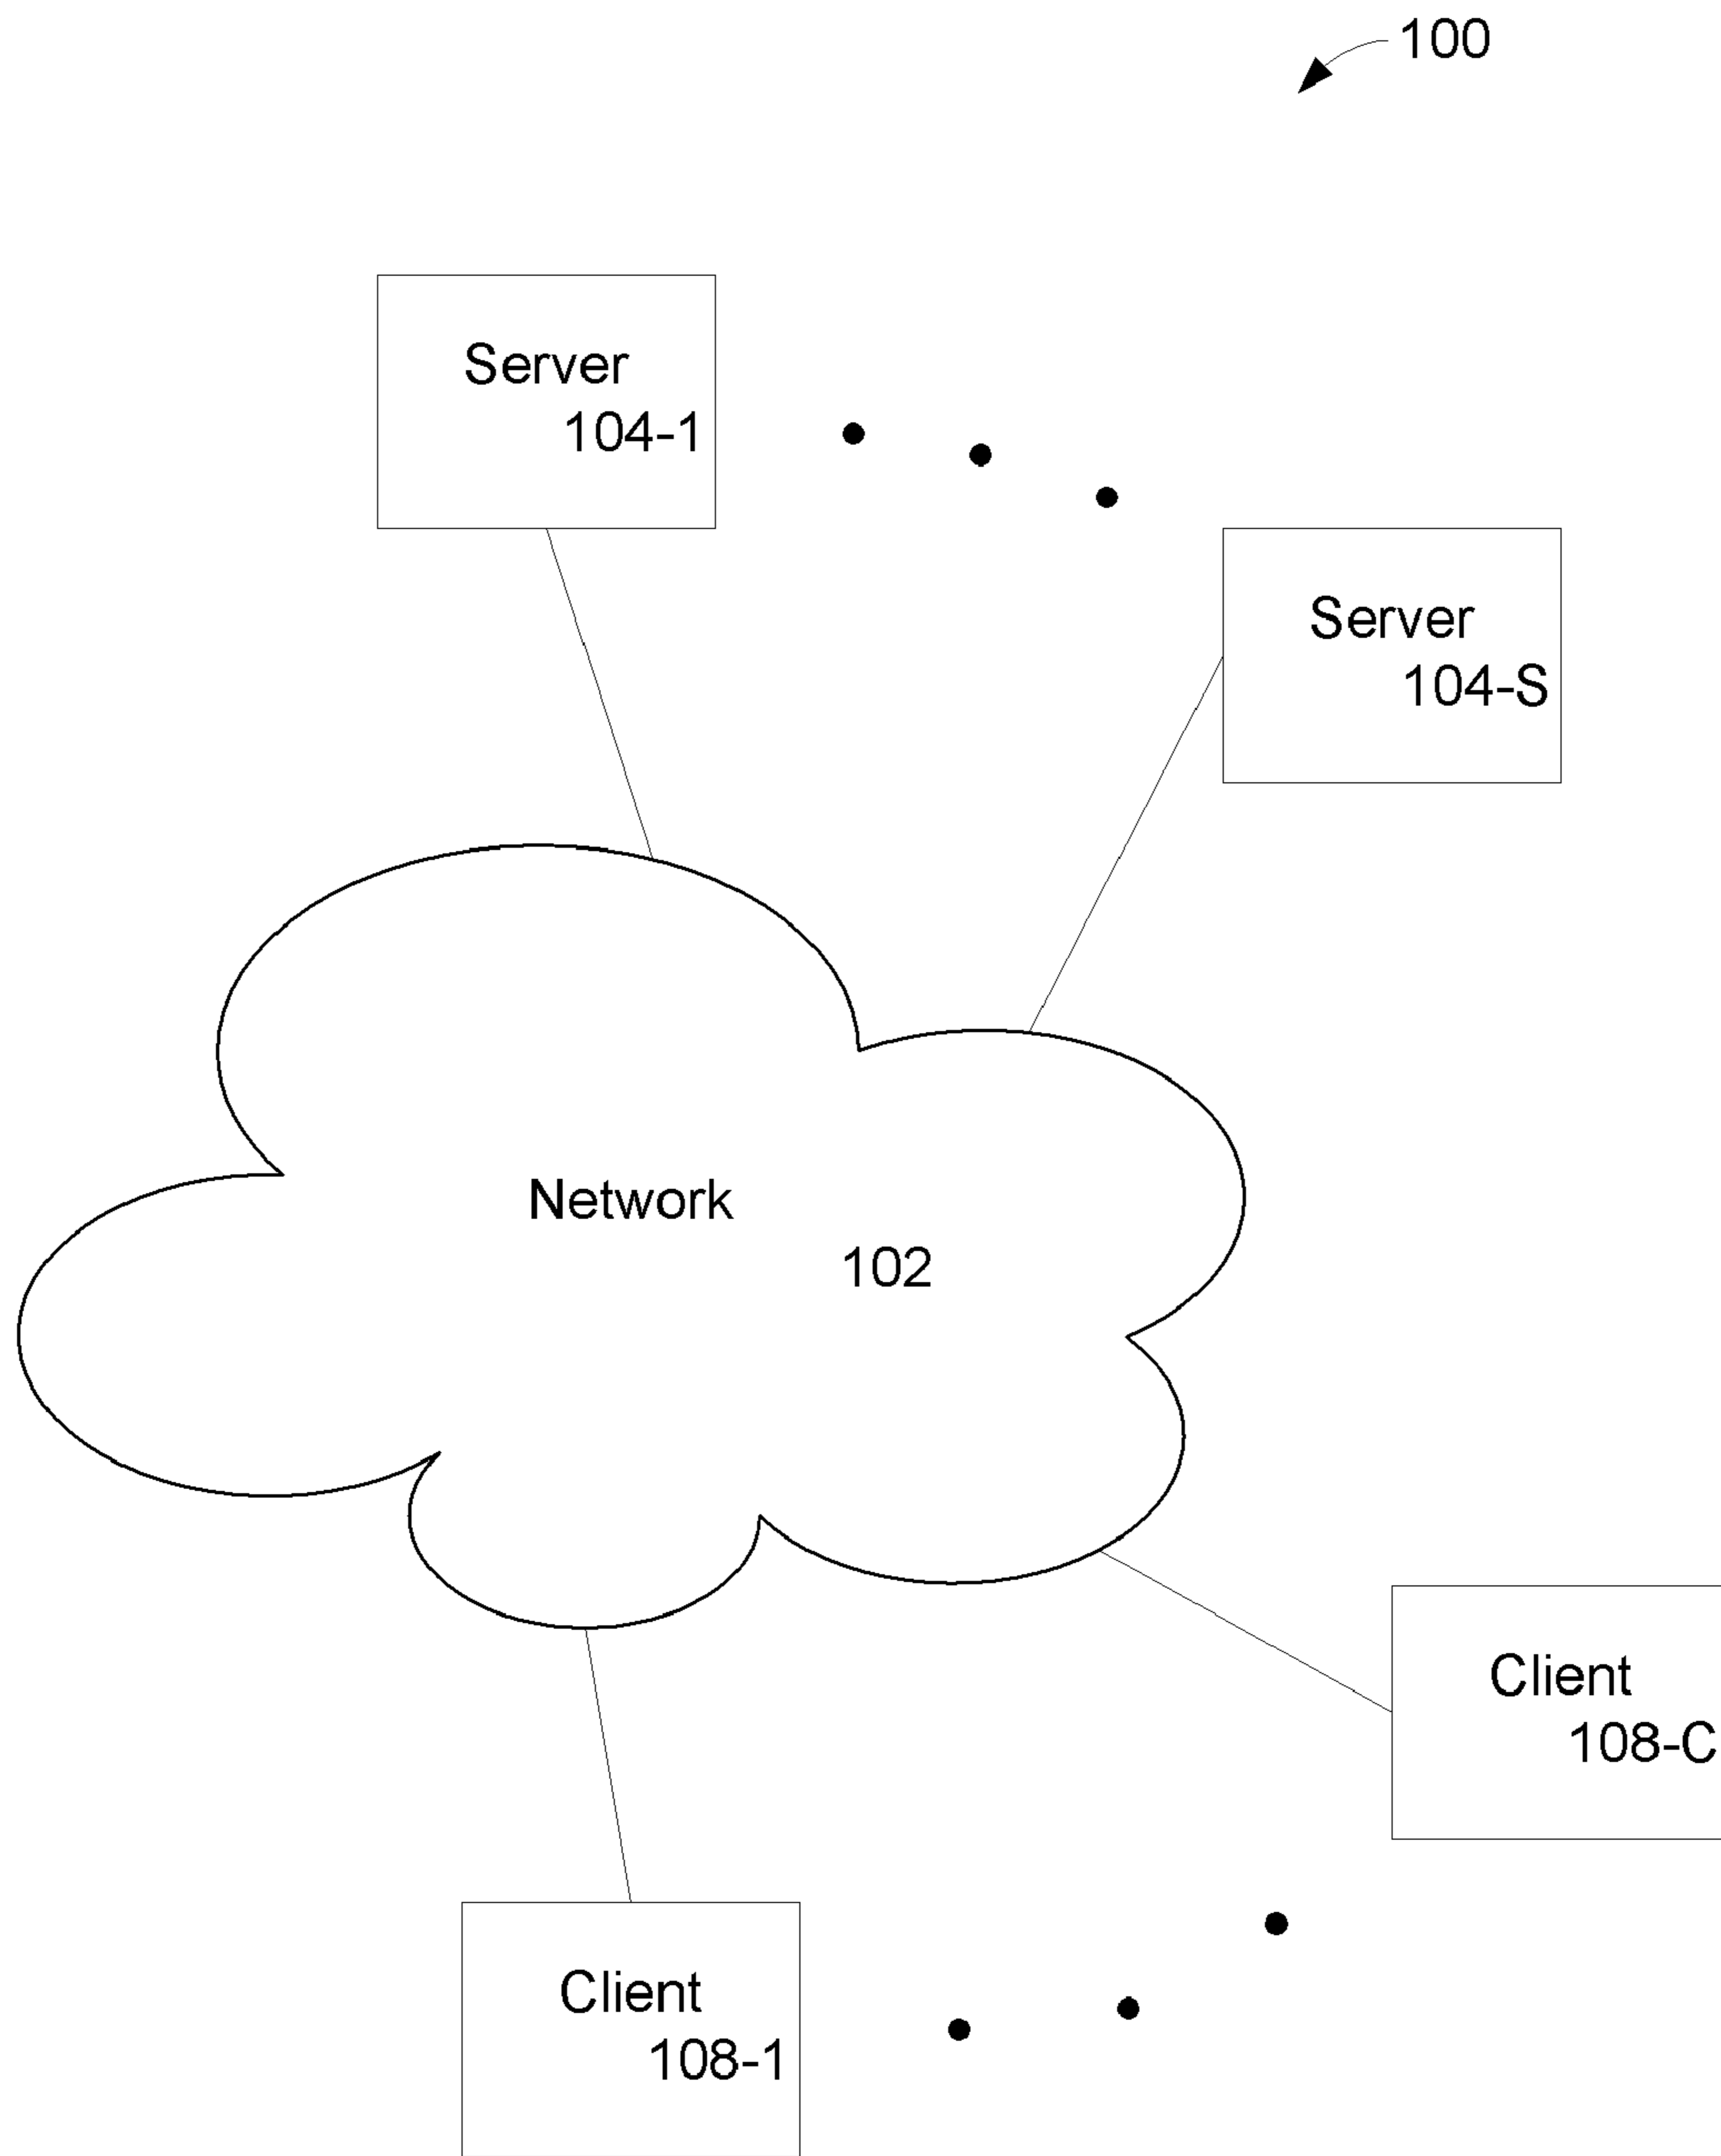 100
Server
104-1
Server
104-S
Network
102
Client
108-C
Client
108-1